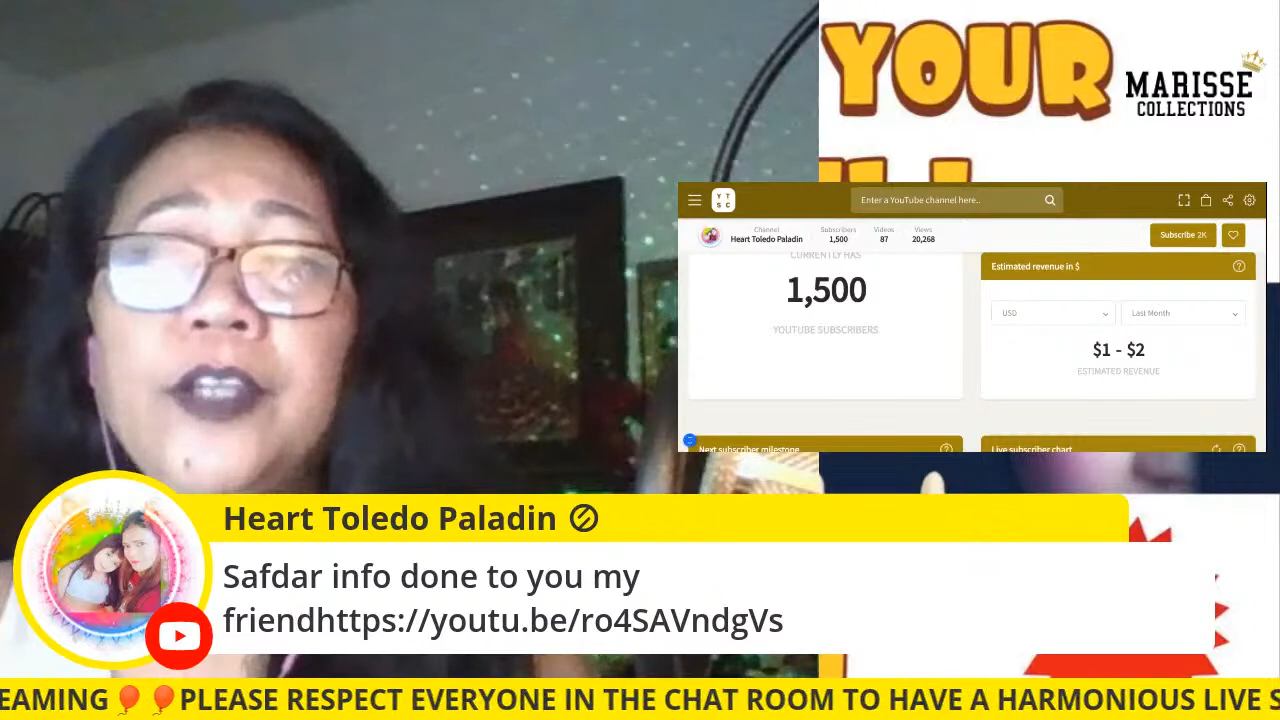 YOUR
MARISSE
COLLECTIONS
YT
SC
Enter a YouTube channel here..
Channel
Heart Toledo Paladin
Subscribers
1,500
Videos
87
Views
20,268
Subscribe 2K
CURRENTLY HAS
1,500
YOUTUBE SUBSCRIBERS
Estimated revenue in $
USD
Last Month
$1 - $2
ESTIMATED REVENUE
Next subscriber milestone
Live subscriber chart
Heart Toledo Paladin
Safdar info done to you my
friendhttps://youtu.be/ro4SAVndgVs
EAMING🎈🎈PLEASE RESPECT EVERYONE IN THE CHAT ROOM TO HAVE A HARMONIOUS LIVE S